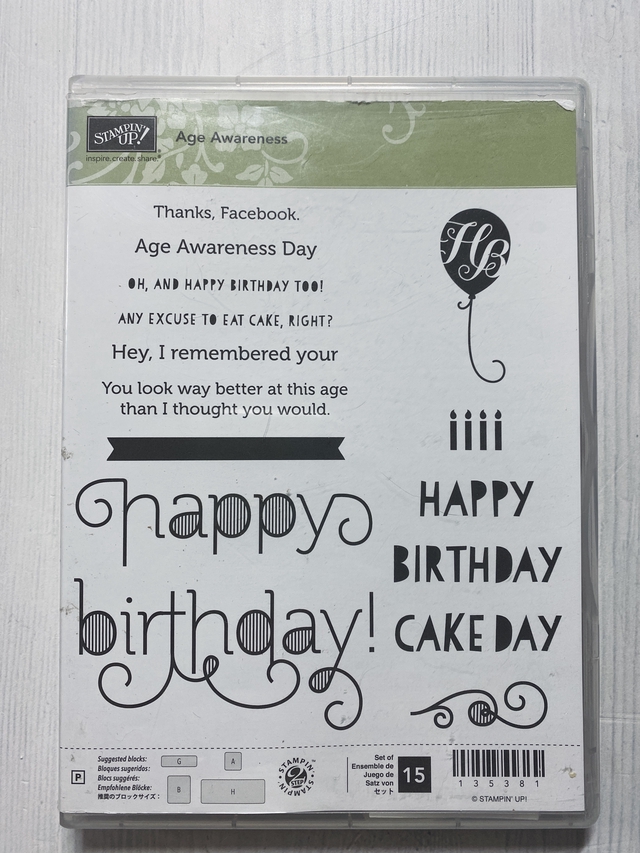 STAMPIN' UP!®
inspire. create. share.®
Age Awareness
Thanks, Facebook.
Age Awareness Day
OH, AND HAPPY BIRTHDAY TOO!
ANY EXCUSE TO EAT CAKE, RIGHT?
Hey, I remembered your
You look way better at this age
than I thought you would.
happy
birthday!
HB
HAPPY
BIRTHDAY
CAKE DAY
P
Suggested blocks:
Bloques sugeridos:
Blocs suggérés:
Empfohlene Blöcke:
推奨のブロックサイズ:
G
A
B
H
STAMPIN'
2
STEP
STAMPIN'
Set of
Ensemble de
Juego de
Satz von
セット
15
1 3 5 3 8 1
© STAMPIN' UP!